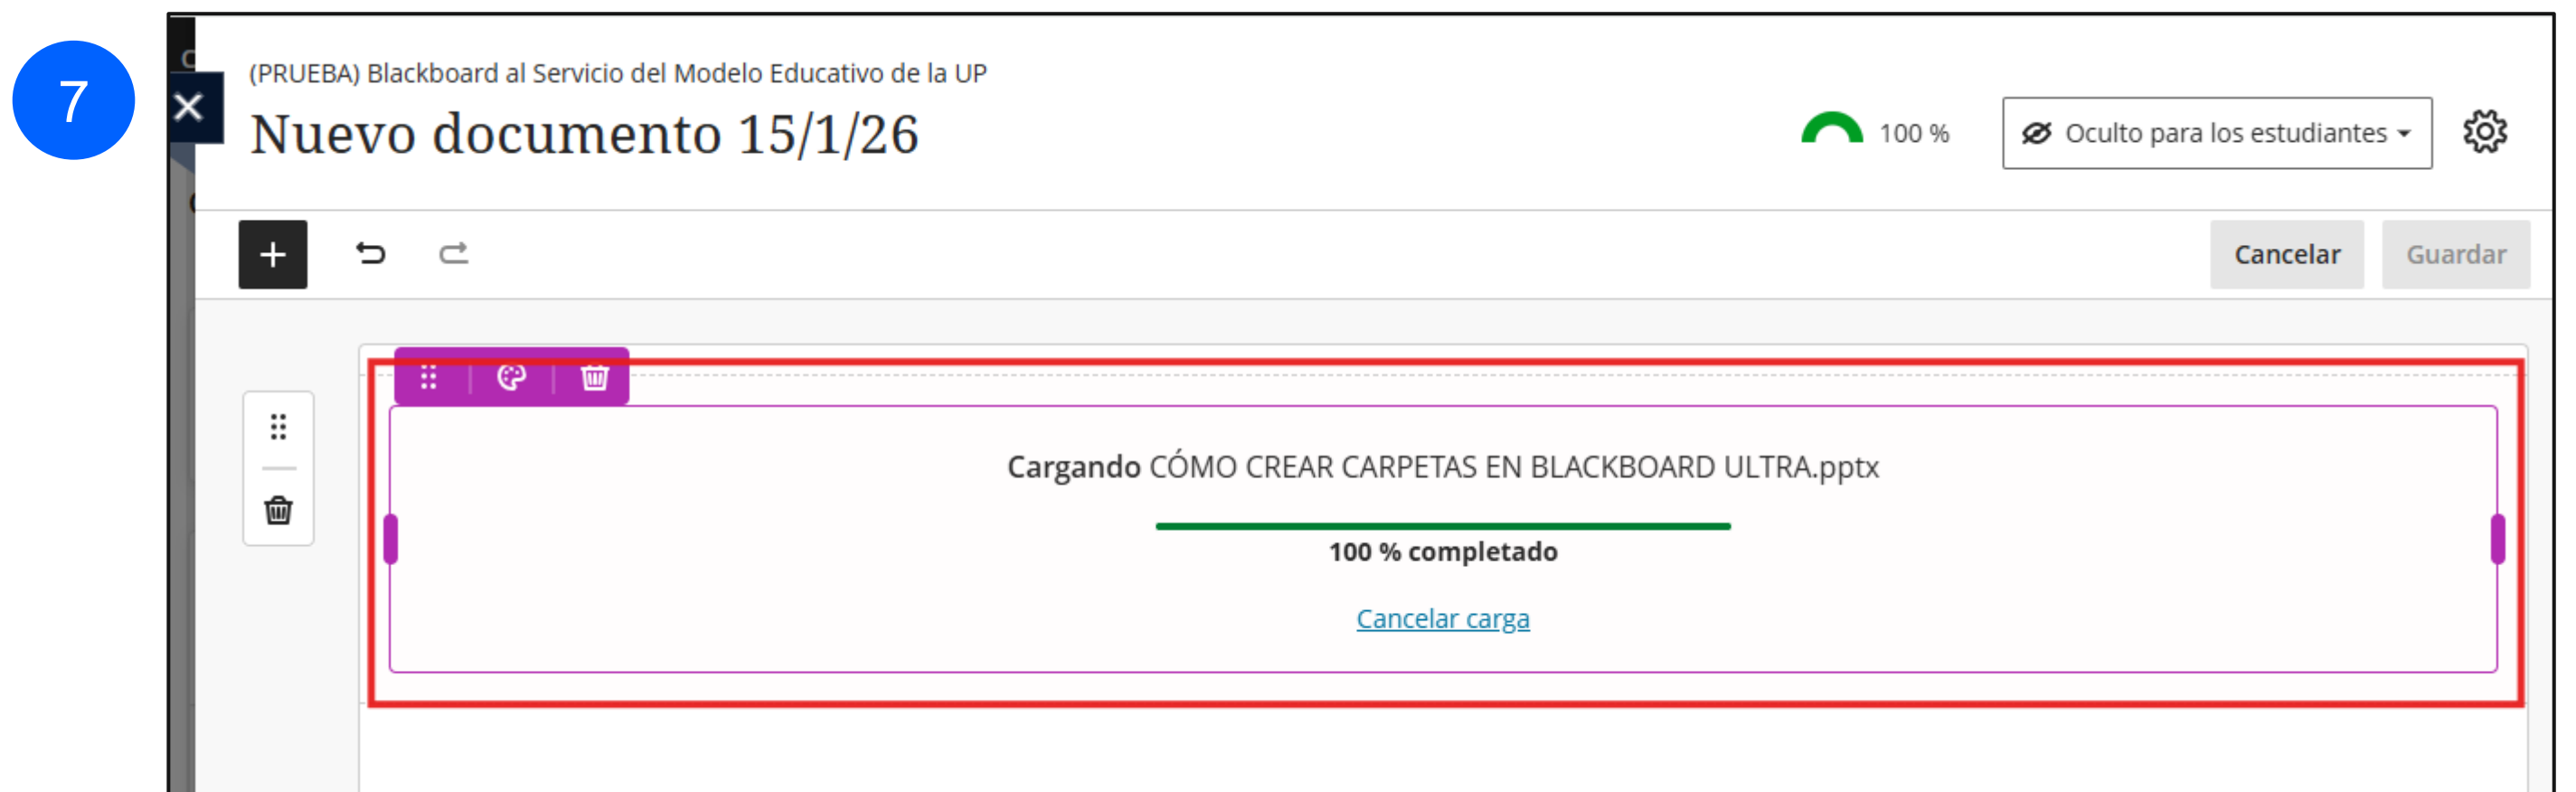 7
(PRUEBA) Blackboard al Servicio del Modelo Educativo de la UP
Nuevo documento 15/1/26
100 %
Oculto para los estudiantes
Cancelar
Guardar
Cargando CÓMO CREAR CARPETAS EN BLACKBOARD ULTRA.pptx
100 % completado
Cancelar carga